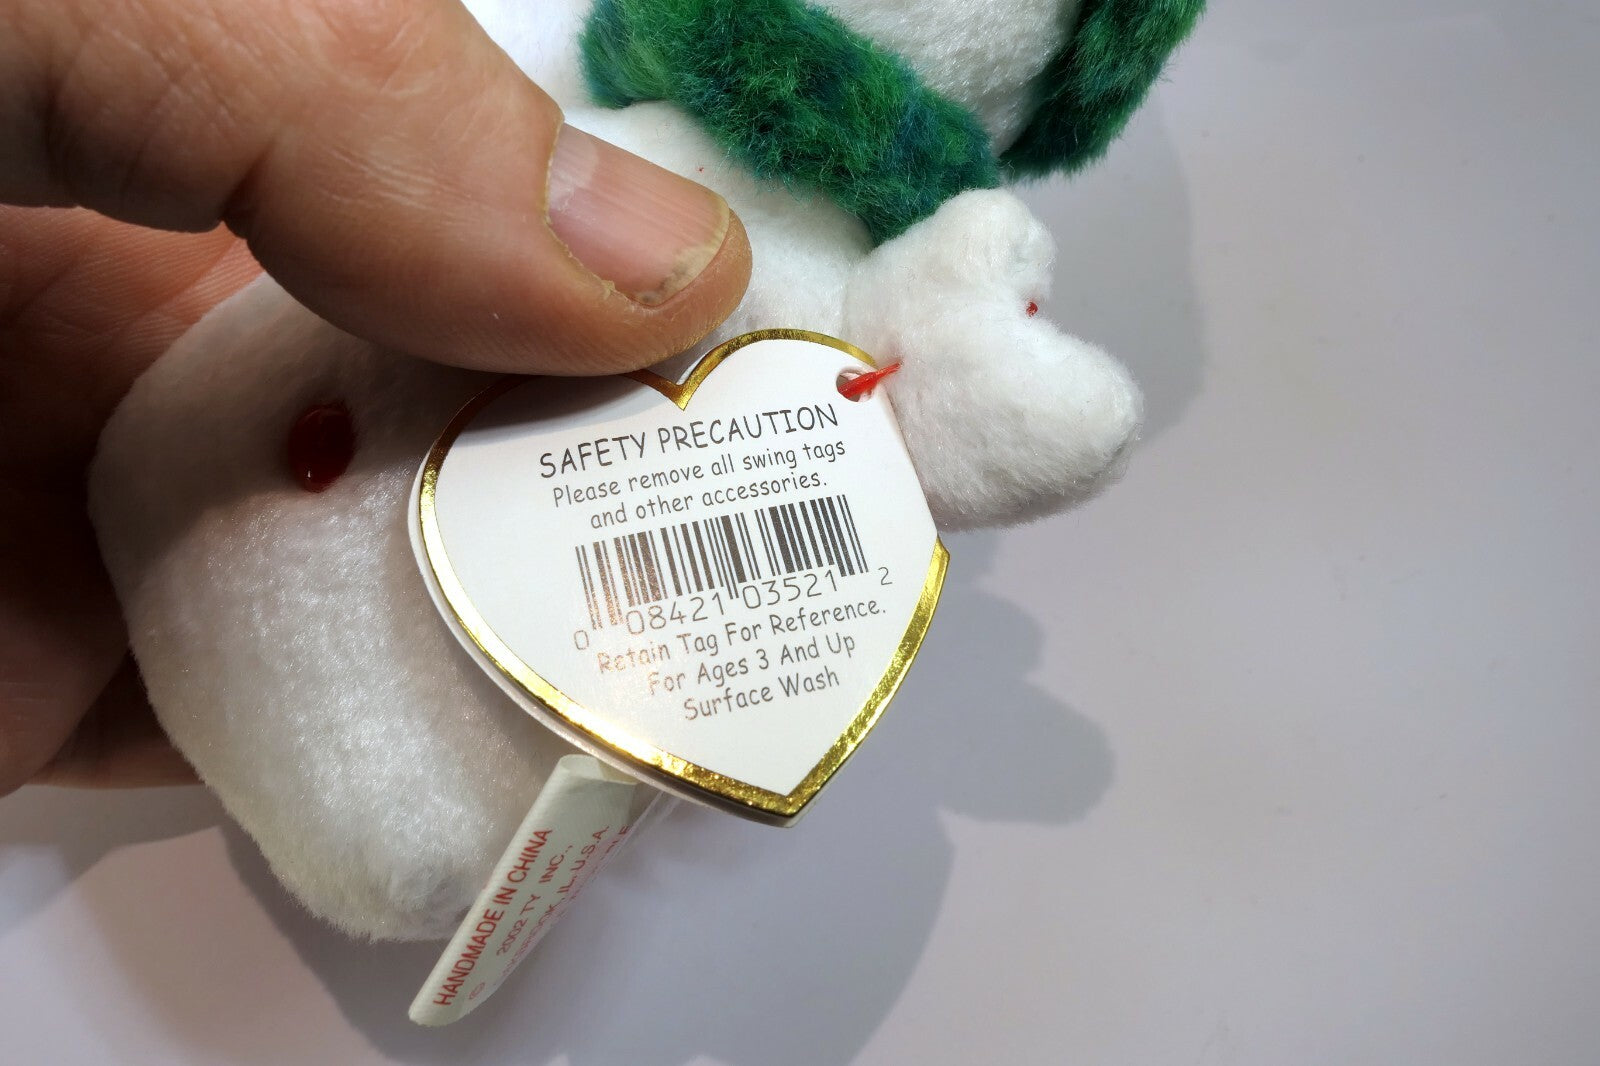 SAFETY PRECAUTION
Please remove all swing tags
and other accessories.
0 08421 03521 2
Retain Tag For Reference.
For Ages 3 And Up
Surface Wash
HANDMADE IN CHINA
© 2002 TY INC.,
IL, U.S.A